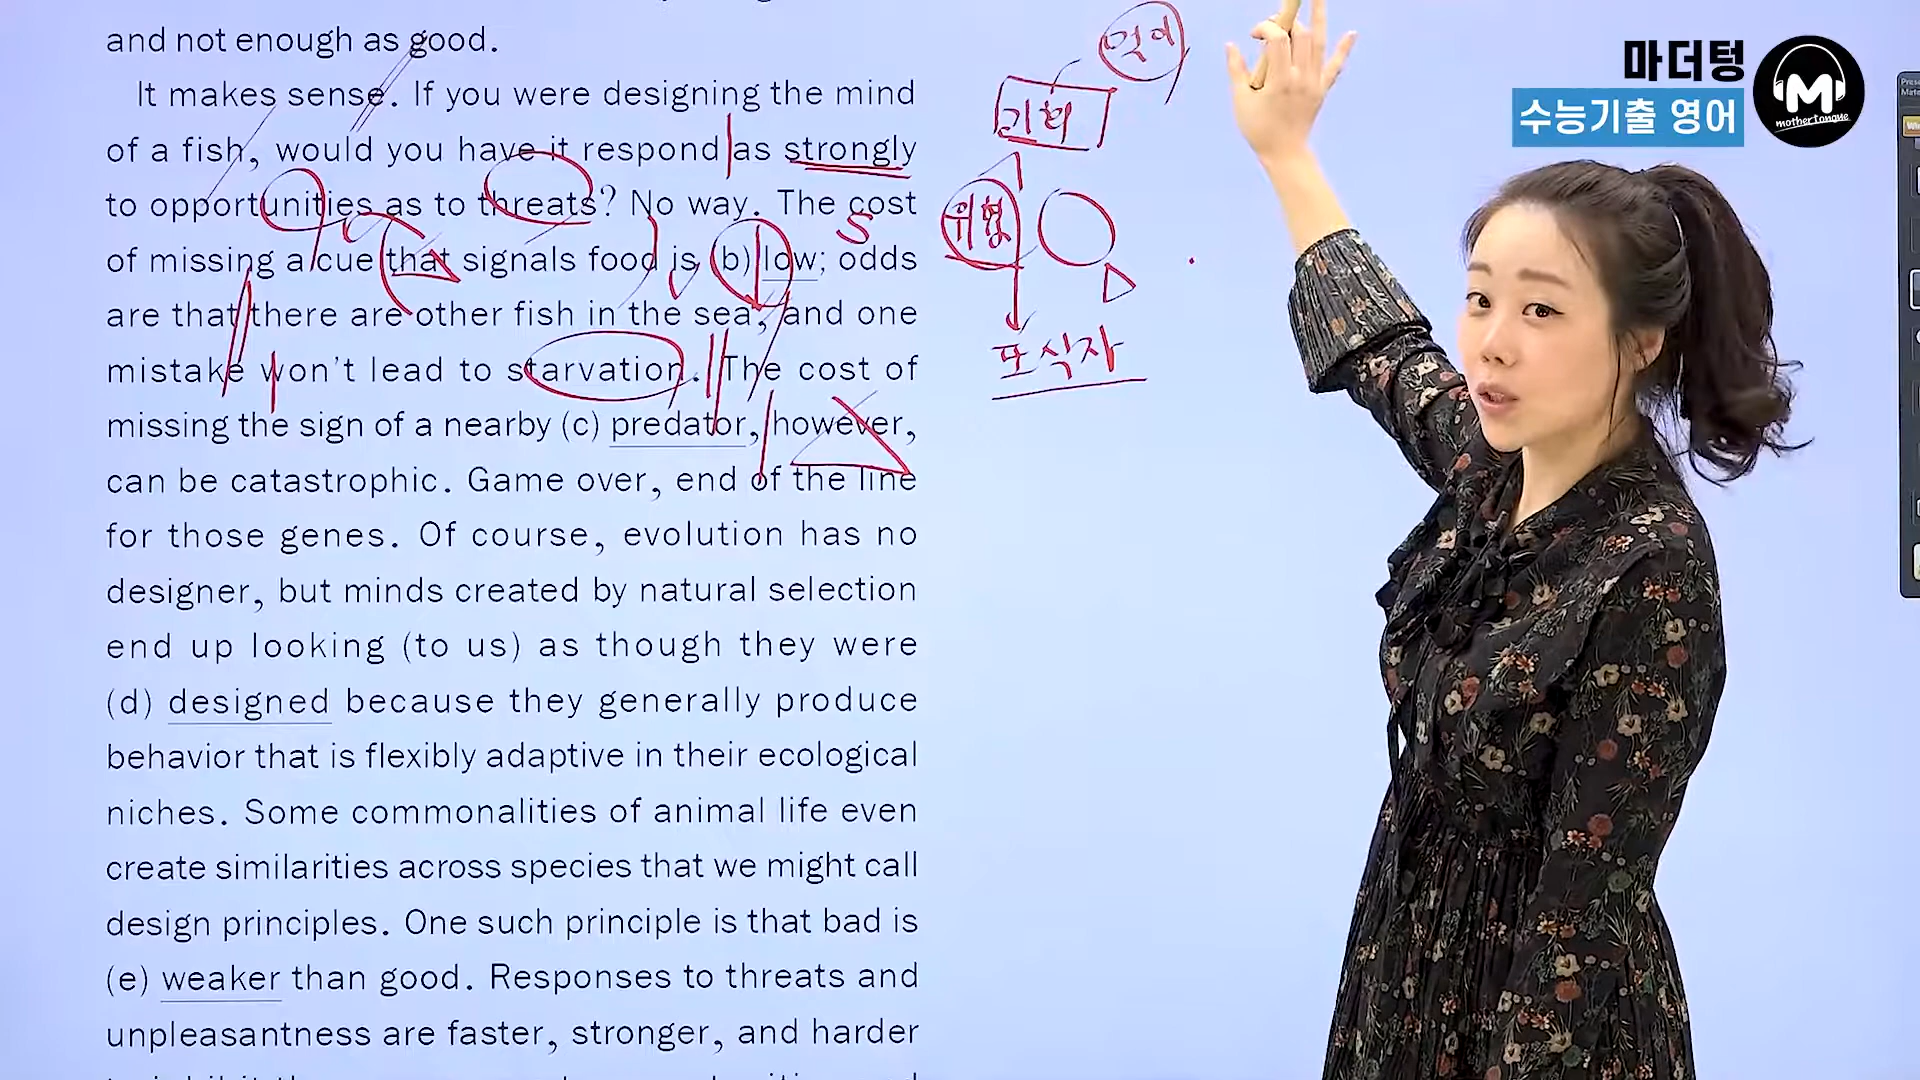 and not enough as good.
It makes sense. If you were designing the mind
of a fish, would you have it respond as strongly
to opportunities as to threats? No way. The cost
of missing a cue that signals food is (b) low; odds
are that there are other fish in the sea, and one
mistake won't lead to starvation. The cost of
missing the sign of a nearby (c) predator, however,
can be catastrophic. Game over, end of the line
for those genes. Of course, evolution has no
designer, but minds created by natural selection
end up looking (to us) as though they were
(d) designed because they generally produce
behavior that is flexibly adaptive in their ecological
niches. Some commonalities of animal life even
create similarities across species that we might call
design principles. One such principle is that bad is
(e) weaker than good. Responses to threats and
unpleasantness are faster, stronger, and harder
S
먹이
기회
위험
포식자
마더텅
수능기출 영어
M
mothertongue